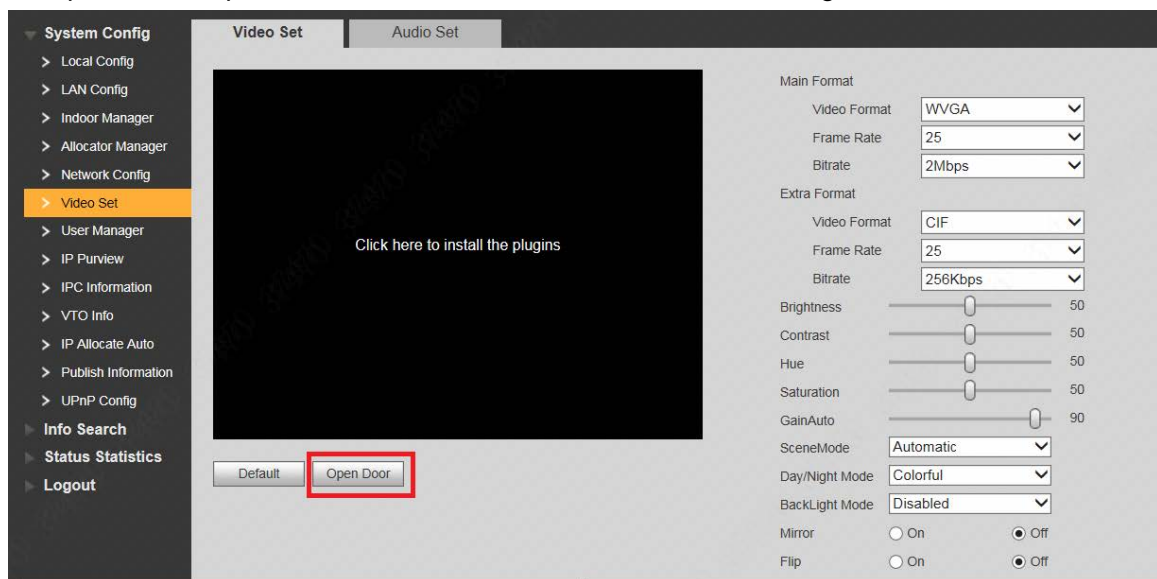 System Config
Local Config
LAN Config
Indoor Manager
Allocator Manager
Network Config
Video Set
User Manager
IP Purview
IPC Information
VTO Info
IP Allocate Auto
Publish Information
UPnP Config
Info Search
Status Statistics
Logout
Video Set Audio Set
Click here to install the plugins
Default Open Door
Main Format
Video Format WVGA
Frame Rate 25
Bitrate 2Mbps
Extra Format
Video Format CIF
Frame Rate 25
Bitrate 256Kbps
Brightness 50
Contrast 50
Hue 50
Saturation 50
GainAuto 90
SceneMode Automatic
Day/Night Mode Colorful
BackLight Mode Disabled
Mirror On Off
Flip On Off